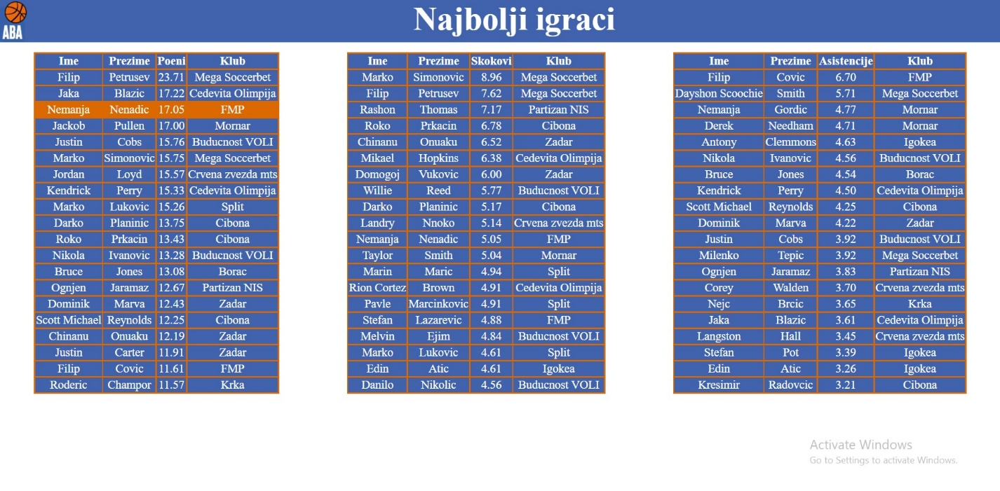 ABA
Najbolji igraci
Ime Prezime Poeni Klub
Filip Petrusev 23.71 Mega Soccerbet
Jaka Blazic 17.22 Cedevita Olimpija
Nemanja Nenadic 17.05 FMP
Jackob Pullen 17.00 Mornar
Justin Cobs 15.76 Buducnost VOLI
Marko Simonovic 15.75 Mega Soccerbet
Jordan Loyd 15.57 Crvena zvezda mts
Kendrick Perry 15.33 Cedevita Olimpija
Marko Lukovic 15.26 Split
Darko Planinic 13.75 Cibona
Roko Prkacin 13.43 Cibona
Nikola Ivanovic 13.28 Buducnost VOLI
Bruce Jones 13.08 Borac
Ognjen Jaramaz 12.67 Partizan NIS
Dominik Marva 12.43 Zadar
Scott Michael Reynolds 12.25 Cibona
Chinanu Onuaku 12.19 Zadar
Justin Carter 11.91 Zadar
Filip Covic 11.61 FMP
Roderic Champor 11.57 Krka
Ime Prezime Skokovi Klub
Marko Simonovic 8.96 Mega Soccerbet
Filip Petrusev 7.62 Mega Soccerbet
Rashon Thomas 7.17 Partizan NIS
Roko Prkacin 6.78 Cibona
Chinanu Onuaku 6.52 Zadar
Mikael Hopkins 6.38 Cedevita Olimpija
Domogoj Vukovic 6.00 Zadar
Willie Reed 5.77 Buducnost VOLI
Darko Planinic 5.17 Cibona
Landry Nnoko 5.14 Crvena zvezda mts
Nemanja Nenadic 5.05 FMP
Taylor Smith 5.04 Mornar
Marin Maric 4.94 Split
Rion Cortez Brown 4.91 Cedevita Olimpija
Pavle Marcinkovic 4.91 Split
Stefan Lazarevic 4.88 FMP
Melvin Ejim 4.84 Buducnost VOLI
Marko Lukovic 4.61 Split
Edin Atic 4.61 Igokea
Danilo Nikolic 4.56 Buducnost VOLI
Ime Prezime Asistencije Klub
Filip Covic 6.70 FMP
Dayshon Scoochie Smith 5.71 Mega Soccerbet
Nemanja Gordic 4.77 Mornar
Derek Needham 4.71 Mornar
Antony Clemmons 4.63 Igokea
Nikola Ivanovic 4.56 Buducnost VOLI
Bruce Jones 4.54 Borac
Kendrick Perry 4.50 Cedevita Olimpija
Scott Michael Reynolds 4.25 Cibona
Dominik Marva 4.22 Zadar
Justin Cobs 3.92 Buducnost VOLI
Milenko Tepic 3.92 Mega Soccerbet
Ognjen Jaramaz 3.83 Partizan NIS
Corey Walden 3.70 Crvena zvezda mts
Nejc Brcic 3.65 Krka
Jaka Blazic 3.61 Cedevita Olimpija
Langston Hall 3.45 Crvena zvezda mts
Stefan Pot 3.39 Igokea
Edin Atic 3.26 Igokea
Kresimir Radovcic 3.21 Cibona
Activate Windows
Go to Settings to activate Windows.